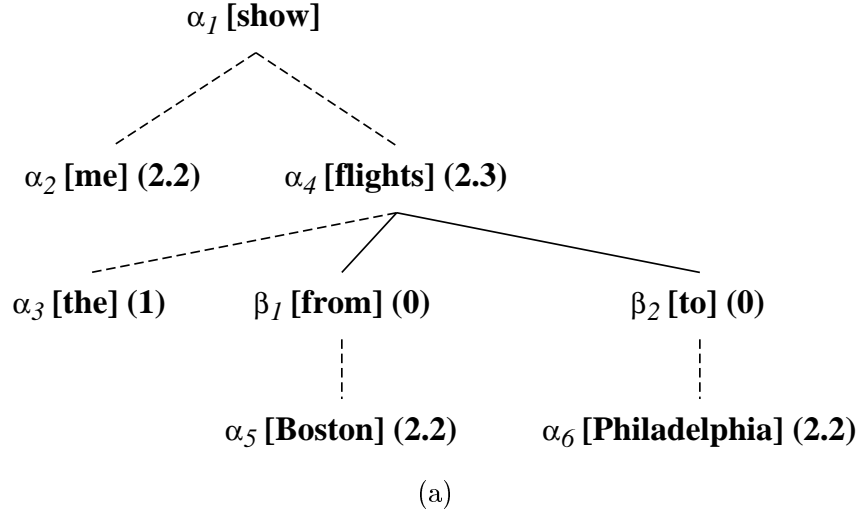 α1 [show]
α2 [me] (2.2) α4 [flights] (2.3)
α3 [the] (1) β1 [from] (0) β2 [to] (0)
α5 [Boston] (2.2) α6 [Philadelphia] (2.2)
(a)